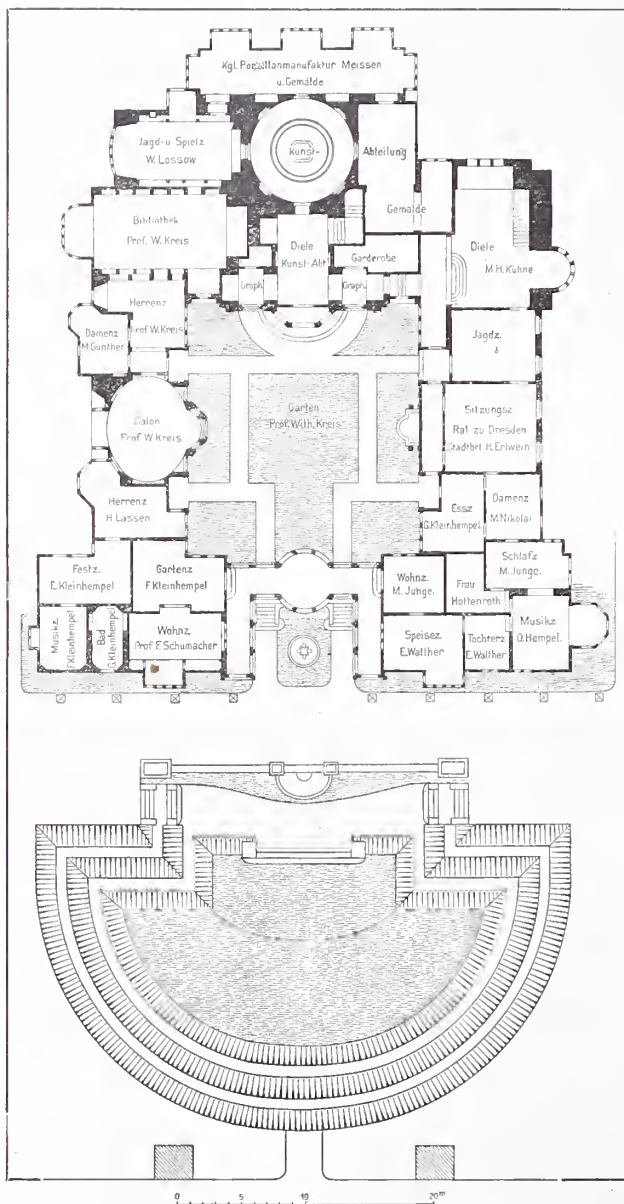 Kgl. Porzellanmanufaktur Meissen
u. Gemälde
Jagd- u Spielz
W. Lossow
Kunst-
Abteilung
Gemälde
Bibliothek
Prof. W. Kreis
Diele
Kunst-Abt
Garderobe
Graph.
Graph.
Diele
M.H. Kühne
Herrenz
Prof W. Kreis
Damenz
M Günther
Jagdz.
Garten
Prof. Wilh. Kreis
Salon
Prof W Kreis
Sitzungsz
Rat zu Dresden
Stadtbrt H. Erlwein
Herrenz
H Lassen
Essz
G. Kleinhempel
Damenz
M. Nikolai
Festz.
E. Kleinhempel
Gartenz
F. Kleinhempel
Wohnz.
M. Junge.
Frau
Hottenroth
Schlafz
M. Junge.
Musikz
F. Kleinhempel
Bad
G. Kleinhempel
Wohnz
Prof F. Schumacher
Speisez
E. Walther
Tochterz
E. Walther
Musikz
O. Hempel.
0 5 10 20 m